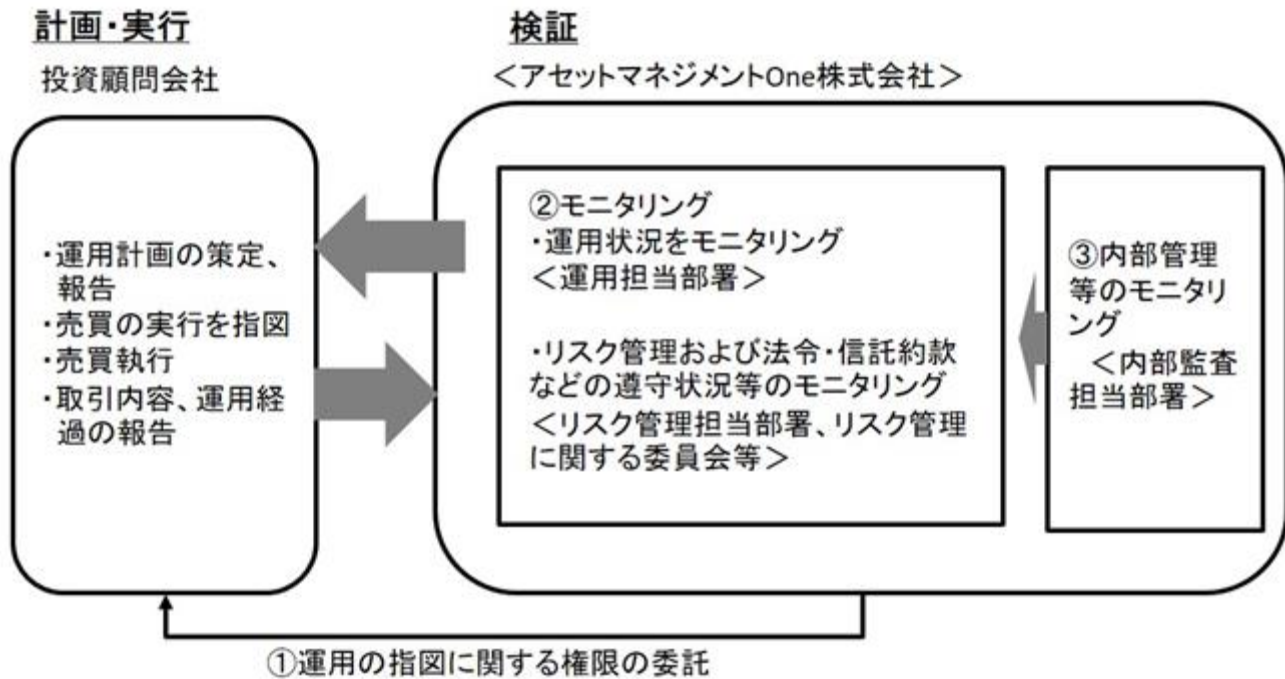 計画・実行
投資顧問会社
・運用計画の策定、
報告
・売買の実行を指図
・売買執行
・取引内容、運用経
過の報告
検証
＜アセットマネジメントOne株式会社＞
②モニタリング
・運用状況をモニタリング
＜運用担当部署＞
・リスク管理および法令・信託約款
などの遵守状況等のモニタリング
＜リスク管理担当部署、リスク管理
に関する委員会等＞
③内部管理
等のモニタリ
ング
＜内部監査
担当部署＞
①運用の指図に関する権限の委託